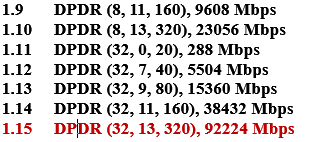 1.9 DPDR (8, 11, 160), 9608 Mbps
1.10 DPDR (8, 13, 320), 23056 Mbps
1.11 DPDR (32, 0, 20), 288 Mbps
1.12 DPDR (32, 7, 40), 5504 Mbps
1.13 DPDR (32, 9, 80), 15360 Mbps
1.14 DPDR (32, 11, 160), 38432 Mbps
1.15 DPDR (32, 13, 320), 92224 Mbps